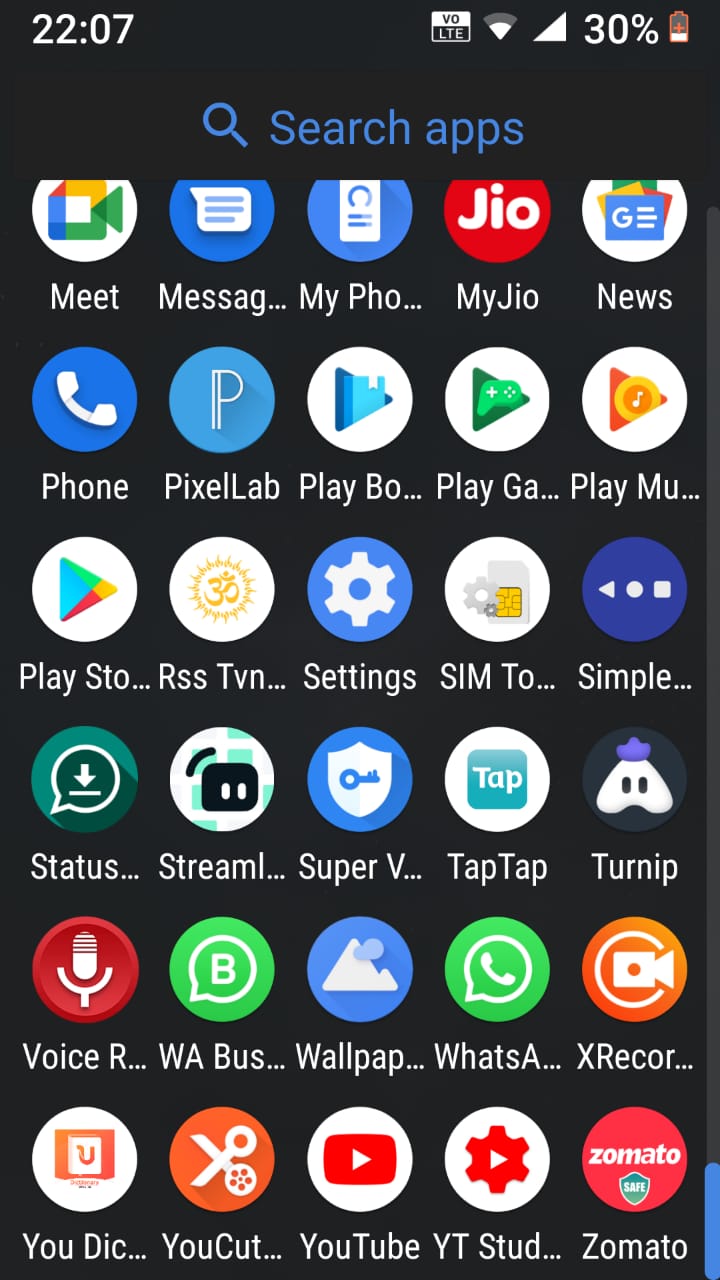 22:07 VO LTE 30%
Search apps
Jio GE
Meet Messag... My Pho... MyJio News
P
Phone PixelLab Play Bo... Play Ga... Play Mu...
ॐ
Play Sto... Rss Tvn... Settings SIM To... Simple...
Tap
Status... Streaml... Super V... TapTap Turnip
B
Voice R... WA Bus... Wallpap... WhatsA... XRecor...
U Dictionary zomato SAFE
You Dic... YouCut... YouTube YT Stud... Zomato